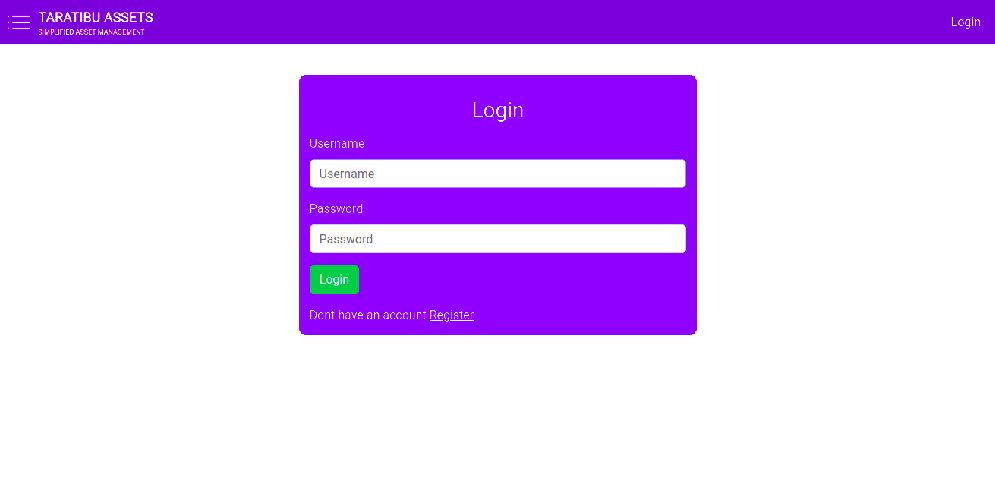 TARATIBU ASSETS
SIMPLIFIED ASSET MANAGEMENT
Login
Login
Username
Username
Password
Password
Login
Dont have an account Register